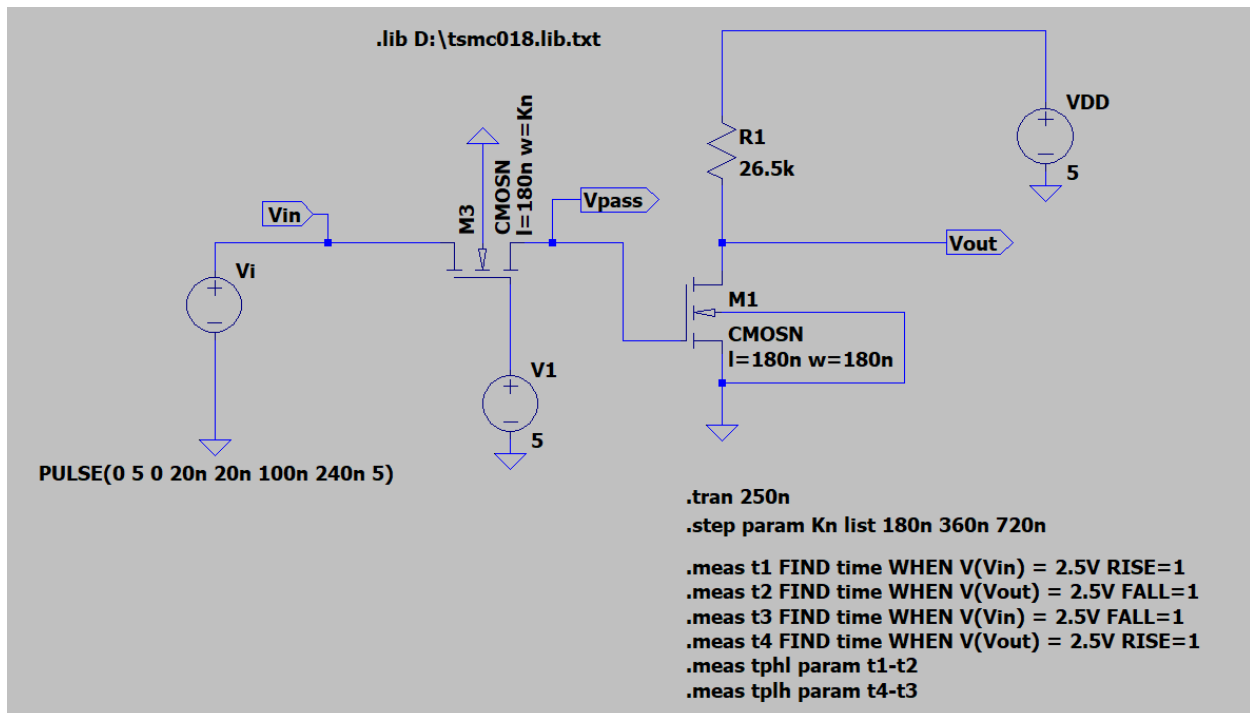 .lib D:\tsmc018.lib.txt
VDD
5
R1
26.5k
M3
CMOSN
l=180n w=Kn
Vpass
Vin
Vout
Vi
M1
CMOSN
l=180n w=180n
V1
5
PULSE(0 5 0 20n 20n 100n 240n 5)
.tran 250n
.step param Kn list 180n 360n 720n
.meas t1 FIND time WHEN V(Vin) = 2.5V RISE=1
.meas t2 FIND time WHEN V(Vout) = 2.5V FALL=1
.meas t3 FIND time WHEN V(Vin) = 2.5V FALL=1
.meas t4 FIND time WHEN V(Vout) = 2.5V RISE=1
.meas tphl param t1-t2
.meas tplh param t4-t3